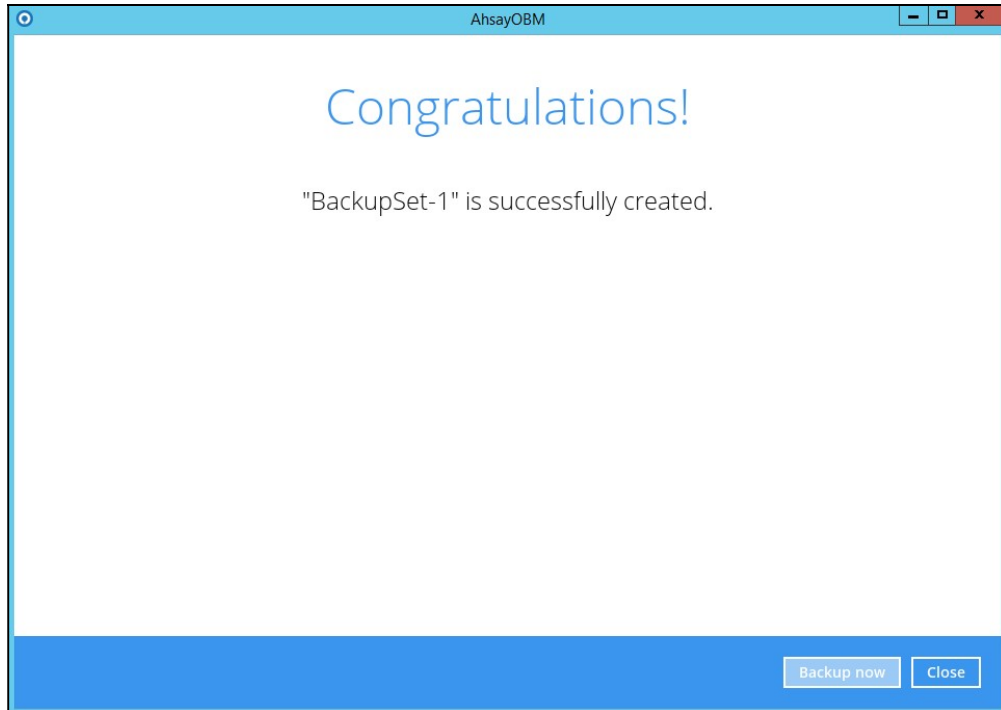 AhsayOBM
Congratulations!
"BackupSet-1" is successfully created.
Backup now
Close